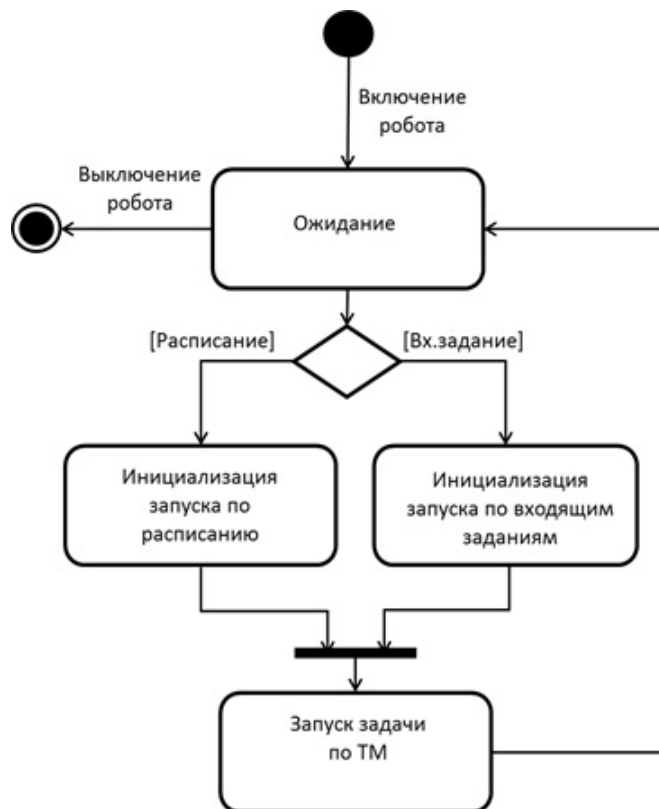 Включение
робота
Выключение
робота
Ожидание
[Расписание]
[Вх.задание]
Инициализация
запуска по
расписанию
Инициализация
запуска по входящим
заданиям
Запуск задачи
по ТМ